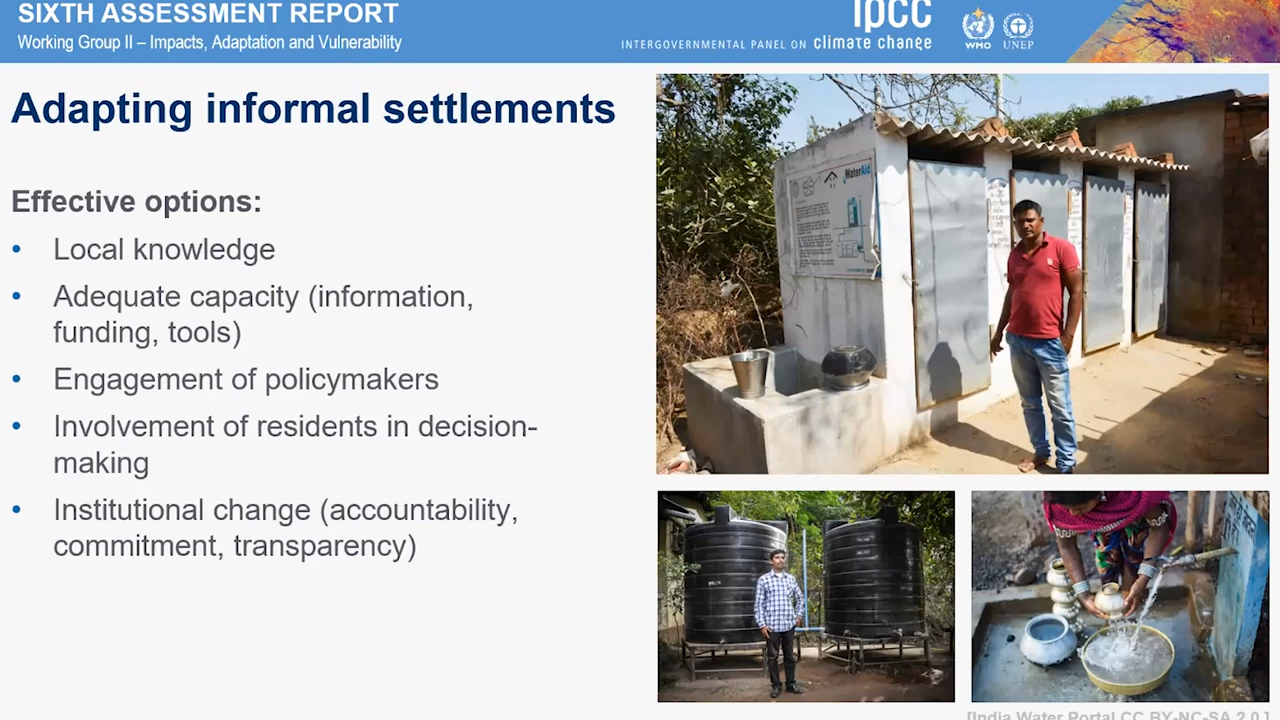 SIXTH ASSESSMENT REPORT
Working Group II – Impacts, Adaptation and Vulnerability
ipcc
INTERGOVERNMENTAL PANEL ON climate change
WMO
UNEP
Adapting informal settlements
Effective options:
• Local knowledge
• Adequate capacity (information,
funding, tools)
• Engagement of policymakers
• Involvement of residents in decision-
making
• Institutional change (accountability,
commitment, transparency)
WaterAid
[India Water Portal CC BY-NC-SA 2.0 ]